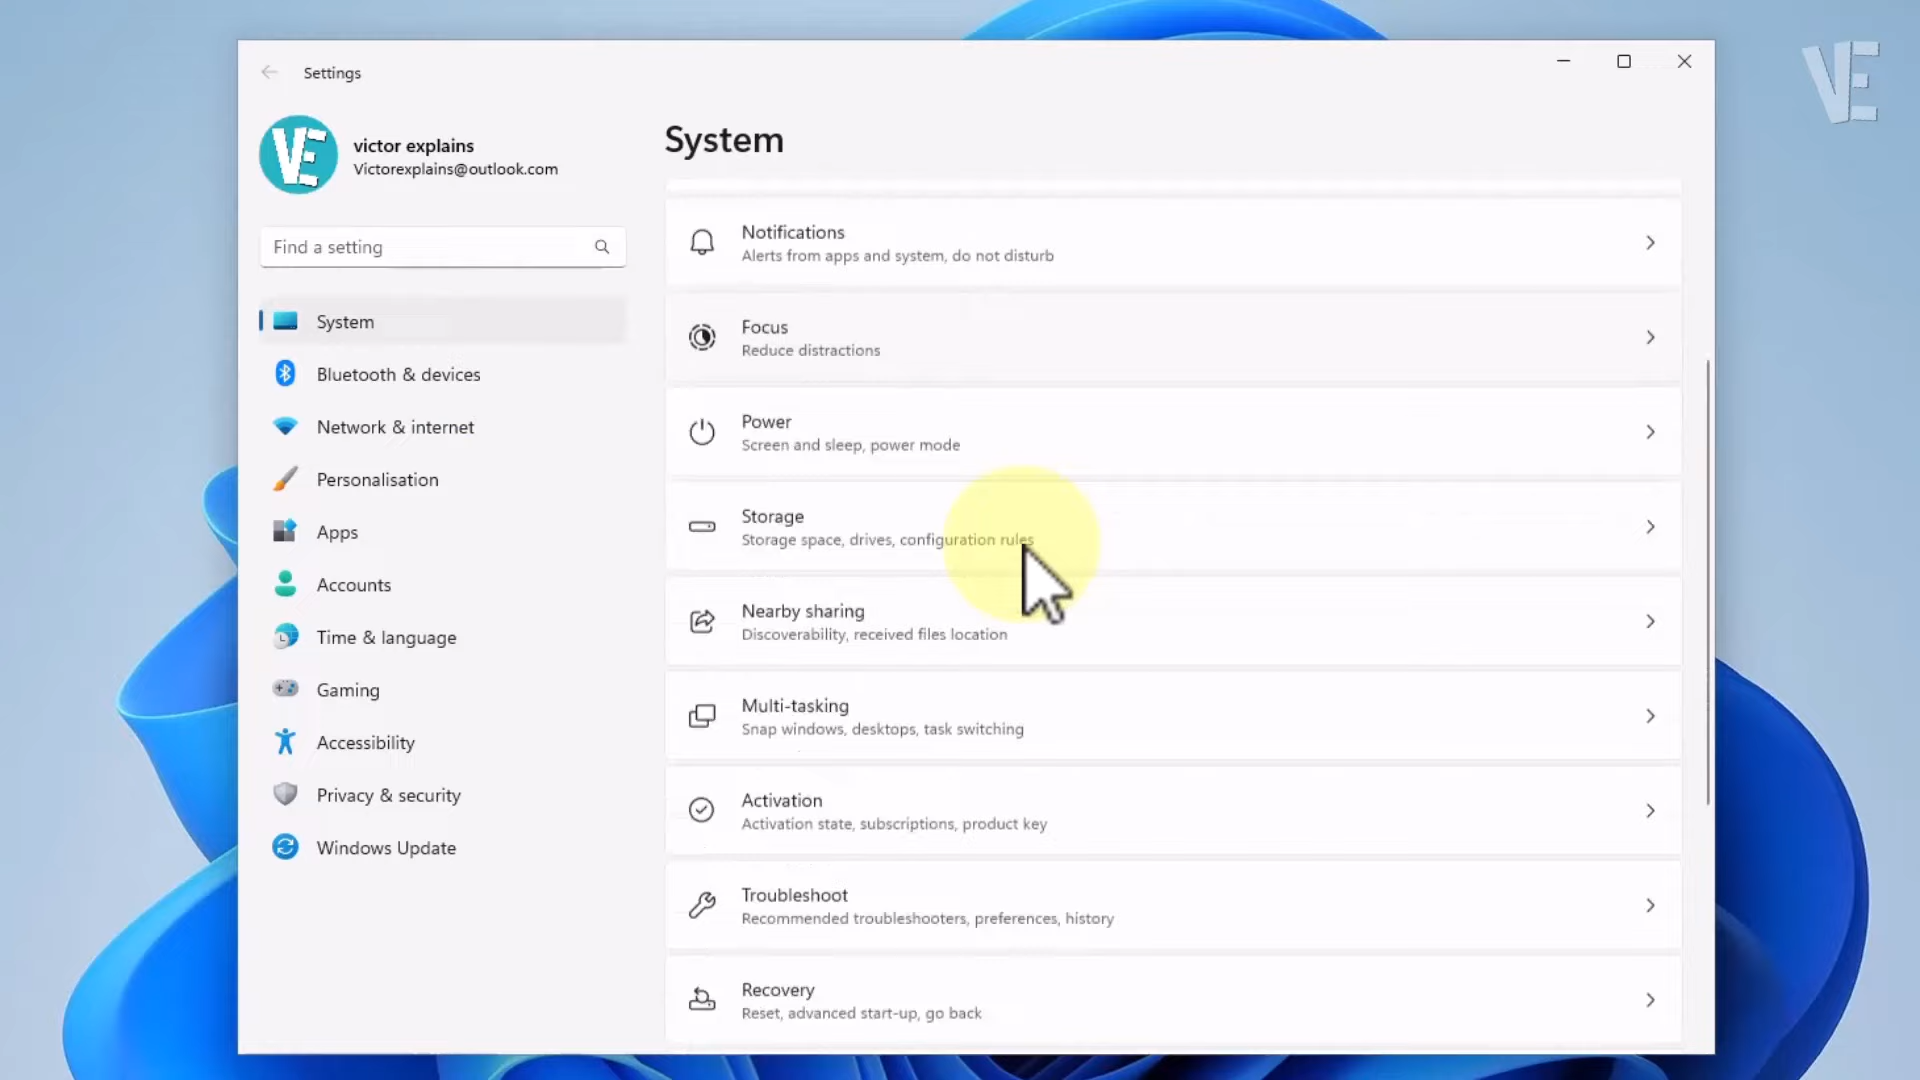 Settings
VE
VE
victor explains
Victorexplains@outlook.com
Find a setting
System
Bluetooth & devices
Network & internet
Personalisation
Apps
Accounts
Time & language
Gaming
Accessibility
Privacy & security
Windows Update
System
Notifications
Alerts from apps and system, do not disturb
Focus
Reduce distractions
Power
Screen and sleep, power mode
Storage
Storage space, drives, configuration rules
Nearby sharing
Discoverability, received files location
Multi-tasking
Snap windows, desktops, task switching
Activation
Activation state, subscriptions, product key
Troubleshoot
Recommended troubleshooters, preferences, history
Recovery
Reset, advanced start-up, go back